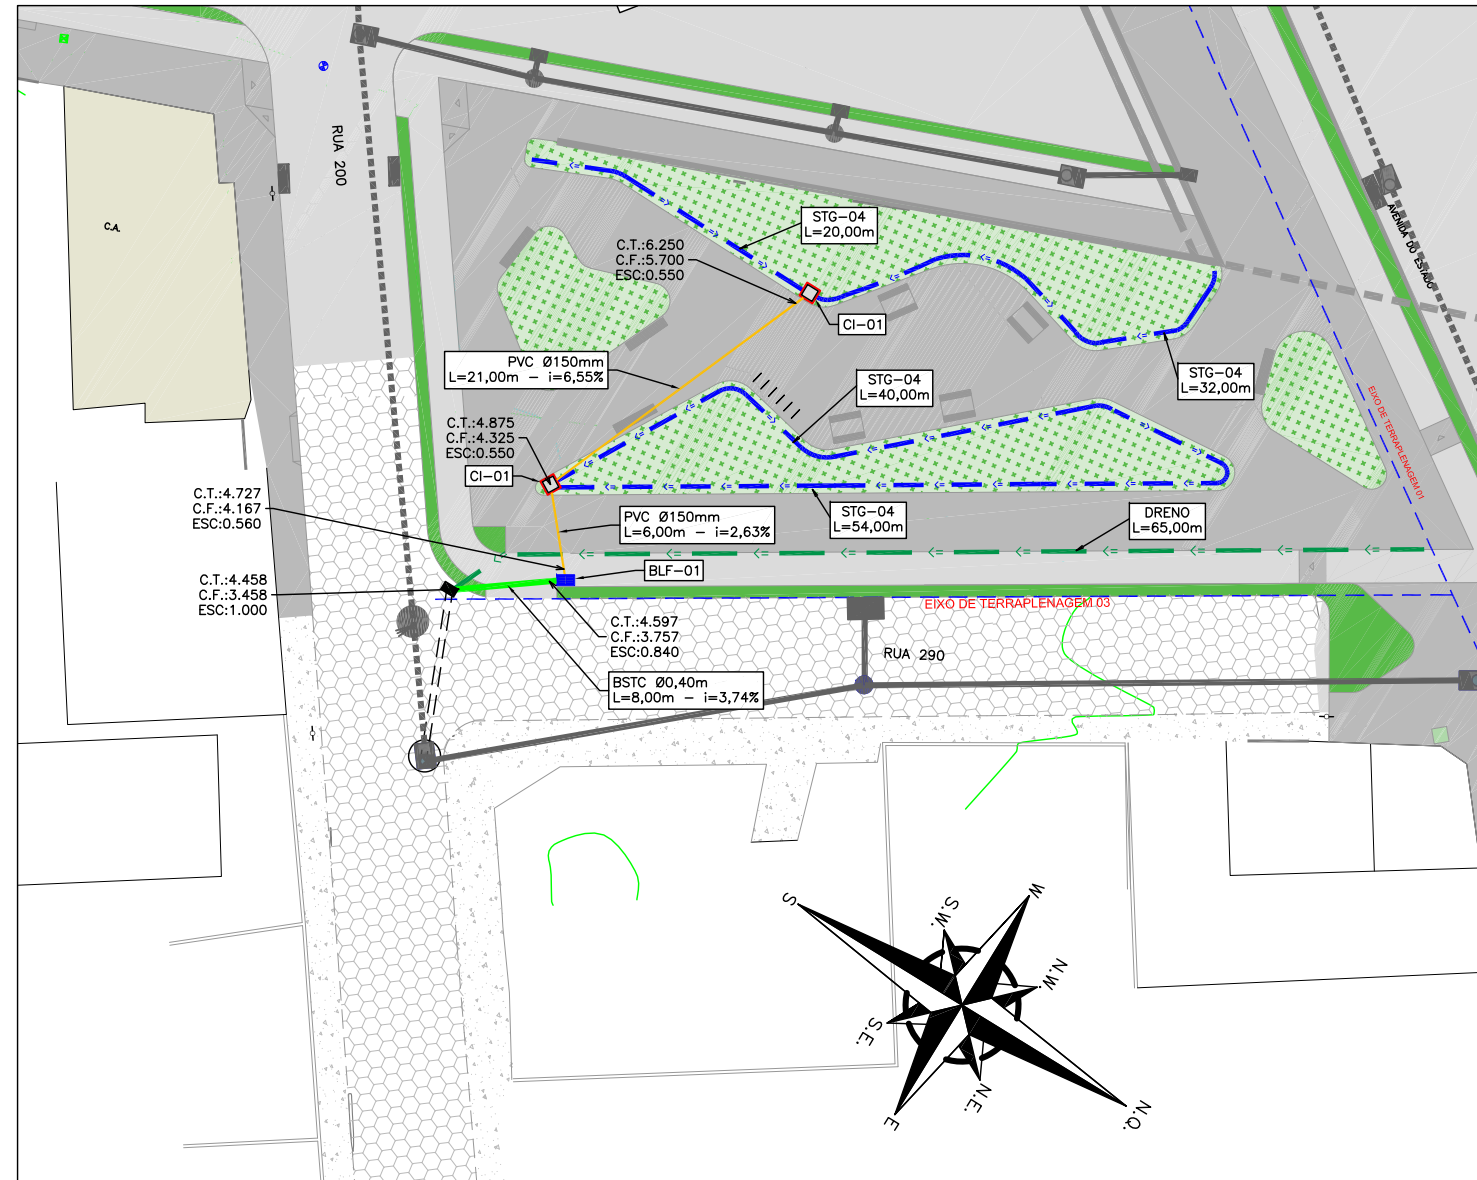 RUA 200
C.A.
STG-04
L=20,00m
C.T.:6.250
C.F.:5.700
ESC:0.550
CI-01
AVENIDA DO ESTADO
PVC Ø150mm
L=21,00m - i=6,55%
STG-04
L=40,00m
STG-04
L=32,00m
C.T.:4.875
C.F.:4.325
ESC:0.550
CI-01
EIXO DE TERRAPLENAGEM 01
C.T.:4.727
C.F.:4.167
ESC:0.560
PVC Ø150mm
L=6,00m - i=2,63%
STG-04
L=54,00m
DRENO
L=65,00m
BLF-01
C.T.:4.458
C.F.:3.458
ESC:1.000
EIXO DE TERRAPLENAGEM 03
C.T.:4.597
C.F.:3.757
ESC:0.840
RUA 290
BSTC Ø0,40m
L=8,00m - i=3,74%
S
S.W.
W
N.W.
S.E.
E
N.E.
N.Q.